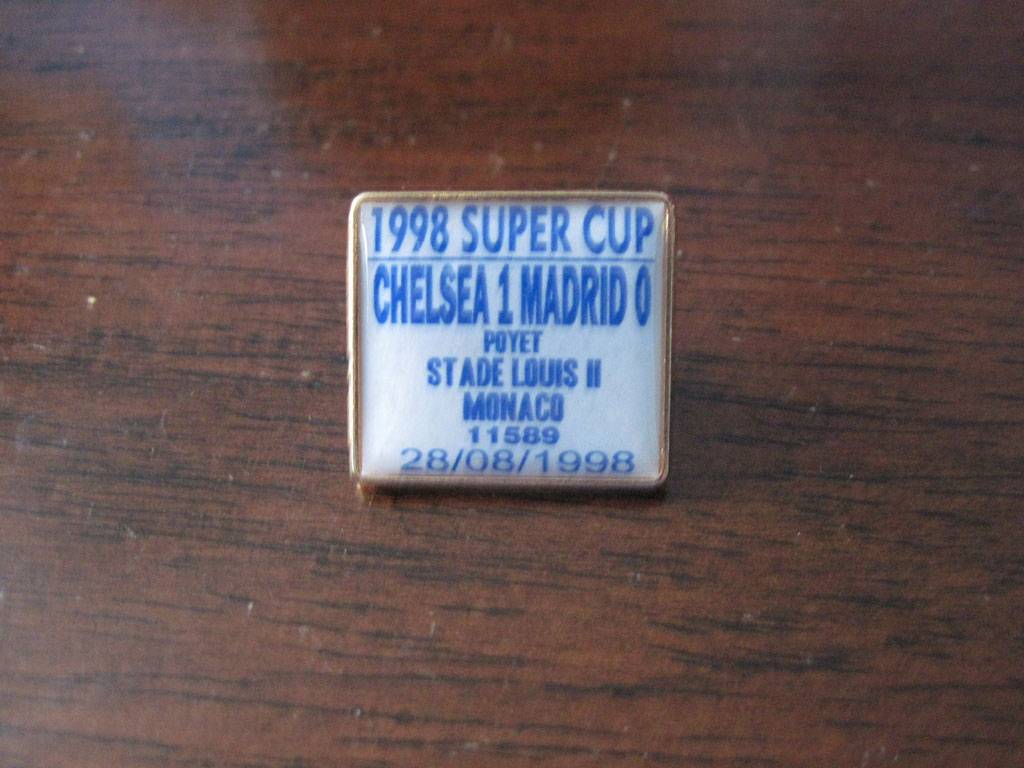 1998 SUPER CUP
CHELSEA 1 MADRID 0
POYET
STADE LOUIS II
MONACO
11589
28/08/1998